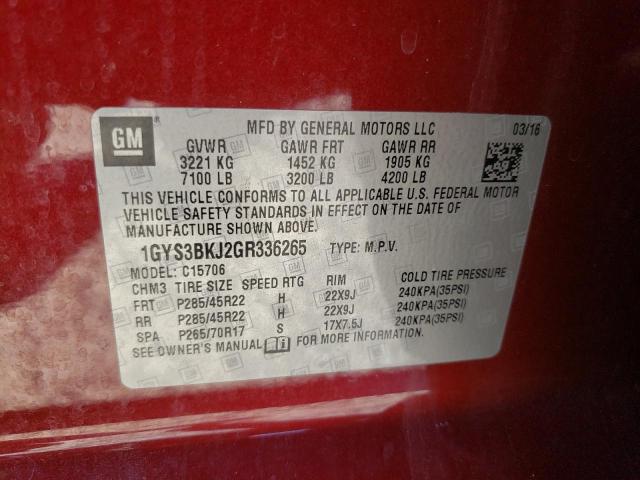 GM
MFD BY GENERAL MOTORS LLC 03/16
GVWR GAWR FRT GAWR RR
3221 KG 1452 KG 1905 KG
7100 LB 3200 LB 4200 LB
THIS VEHICLE CONFORMS TO ALL APPLICABLE U.S. FEDERAL MOTOR
VEHICLE SAFETY STANDARDS IN EFFECT ON THE DATE OF
MANUFACTURE SHOWN ABOVE.
1GYS3BKJ2GR336265 TYPE: M.P.V.
MODEL: C15706
CHM3 TIRE SIZE SPEED RTG RIM COLD TIRE PRESSURE
FRT P285/45R22 H 22X9J 240KPA(35PSI)
RR P285/45R22 H 22X9J 240KPA(35PSI)
SPA P265/70R17 S 17X7.5J 240KPA(35PSI)
SEE OWNER'S MANUAL FOR MORE INFORMATION.